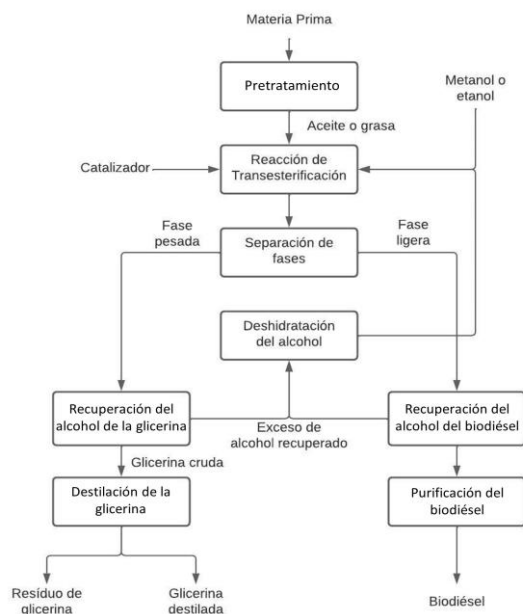 Materia Prima
Pretratamiento
Metanol o
etanol
Aceite o grasa
Catalizador
Reacción de
Transesterificación
Fase
pesada
Separación de
fases
Fase
ligera
Deshidratación
del alcohol
Recuperación del
alcohol de la glicerina
Exceso de
alcohol recuperado
Recuperación del
alcohol del biodiésel
Glicerina cruda
Destilación de la
glicerina
Purificación del
biodiésel
Resíduo de
glicerina
Glicerina
destilada
Biodiésel